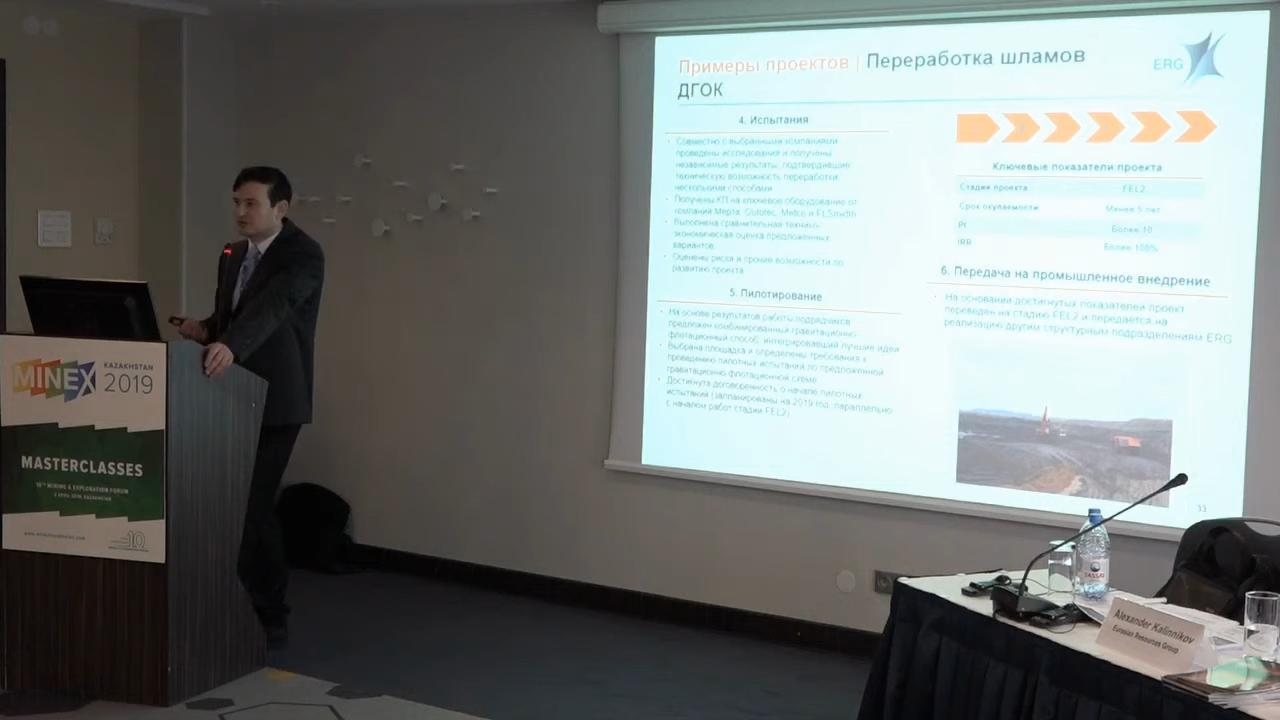 Примеры проектов | Переработка шламов
ДГОК
ERG
4. Испытания
Совместно с выбранными компаниями
проведены исследования и получены
независимые результаты, подтвердившие
техническую возможность переработки
несколькими способами
Получены КП на ключевое оборудование от
компаний Outotec, Metco и FLSmidth
Выполнена сравнительная технико-
экономическая оценка предложенных
вариантов
Оценены риски и прочие возможности по
развитию проекта
5. Пилотирование
На основе результатов работы подрядчиков
предложен комбинированный гравитационно-
флотационный способ, интегрировавший лучшие идеи
Выбрана площадка и определены требования к
проведению пилотных испытаний по предложенной
гравитационно-флотационной схеме
Достигнута договоренность о начале пилотных
испытаний (запланированы на 2019 год, параллельно
с началом работ стадии FEL2)
Ключевые показатели проекта
Стадия проекта FEL2
Срок окупаемости Менее 5 лет
PI Более 10
IRR Более 100%
6. Передача на промышленное внедрение
На основании достигнутых показателей проект
переведен на стадию FEL2 и передается на
реализацию другим структурным подразделениям ERG
33
MINEX
KAZAKHSTAN
2019
MASTERCLASSES
10TH MINING & EXPLORATION FORUM
TASSAY
Alexander Kalinnikov
Eurasian Resources Group